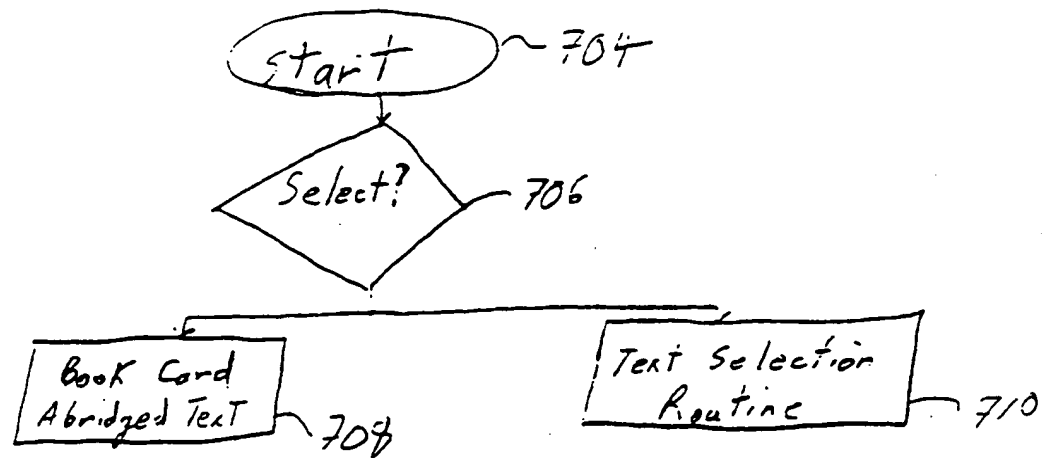 Start
704
Select?
706
Book Card
Abridged Text
708
Text Selection
Routine
710